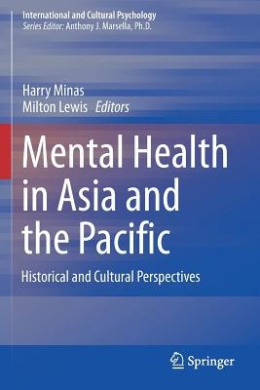 International and Cultural Psychology
Series Editor: Anthony J. Marsella, Ph.D.
Harry Minas
Milton Lewis Editors
Mental Health
in Asia and
the Pacific
Historical and Cultural Perspectives
Springer